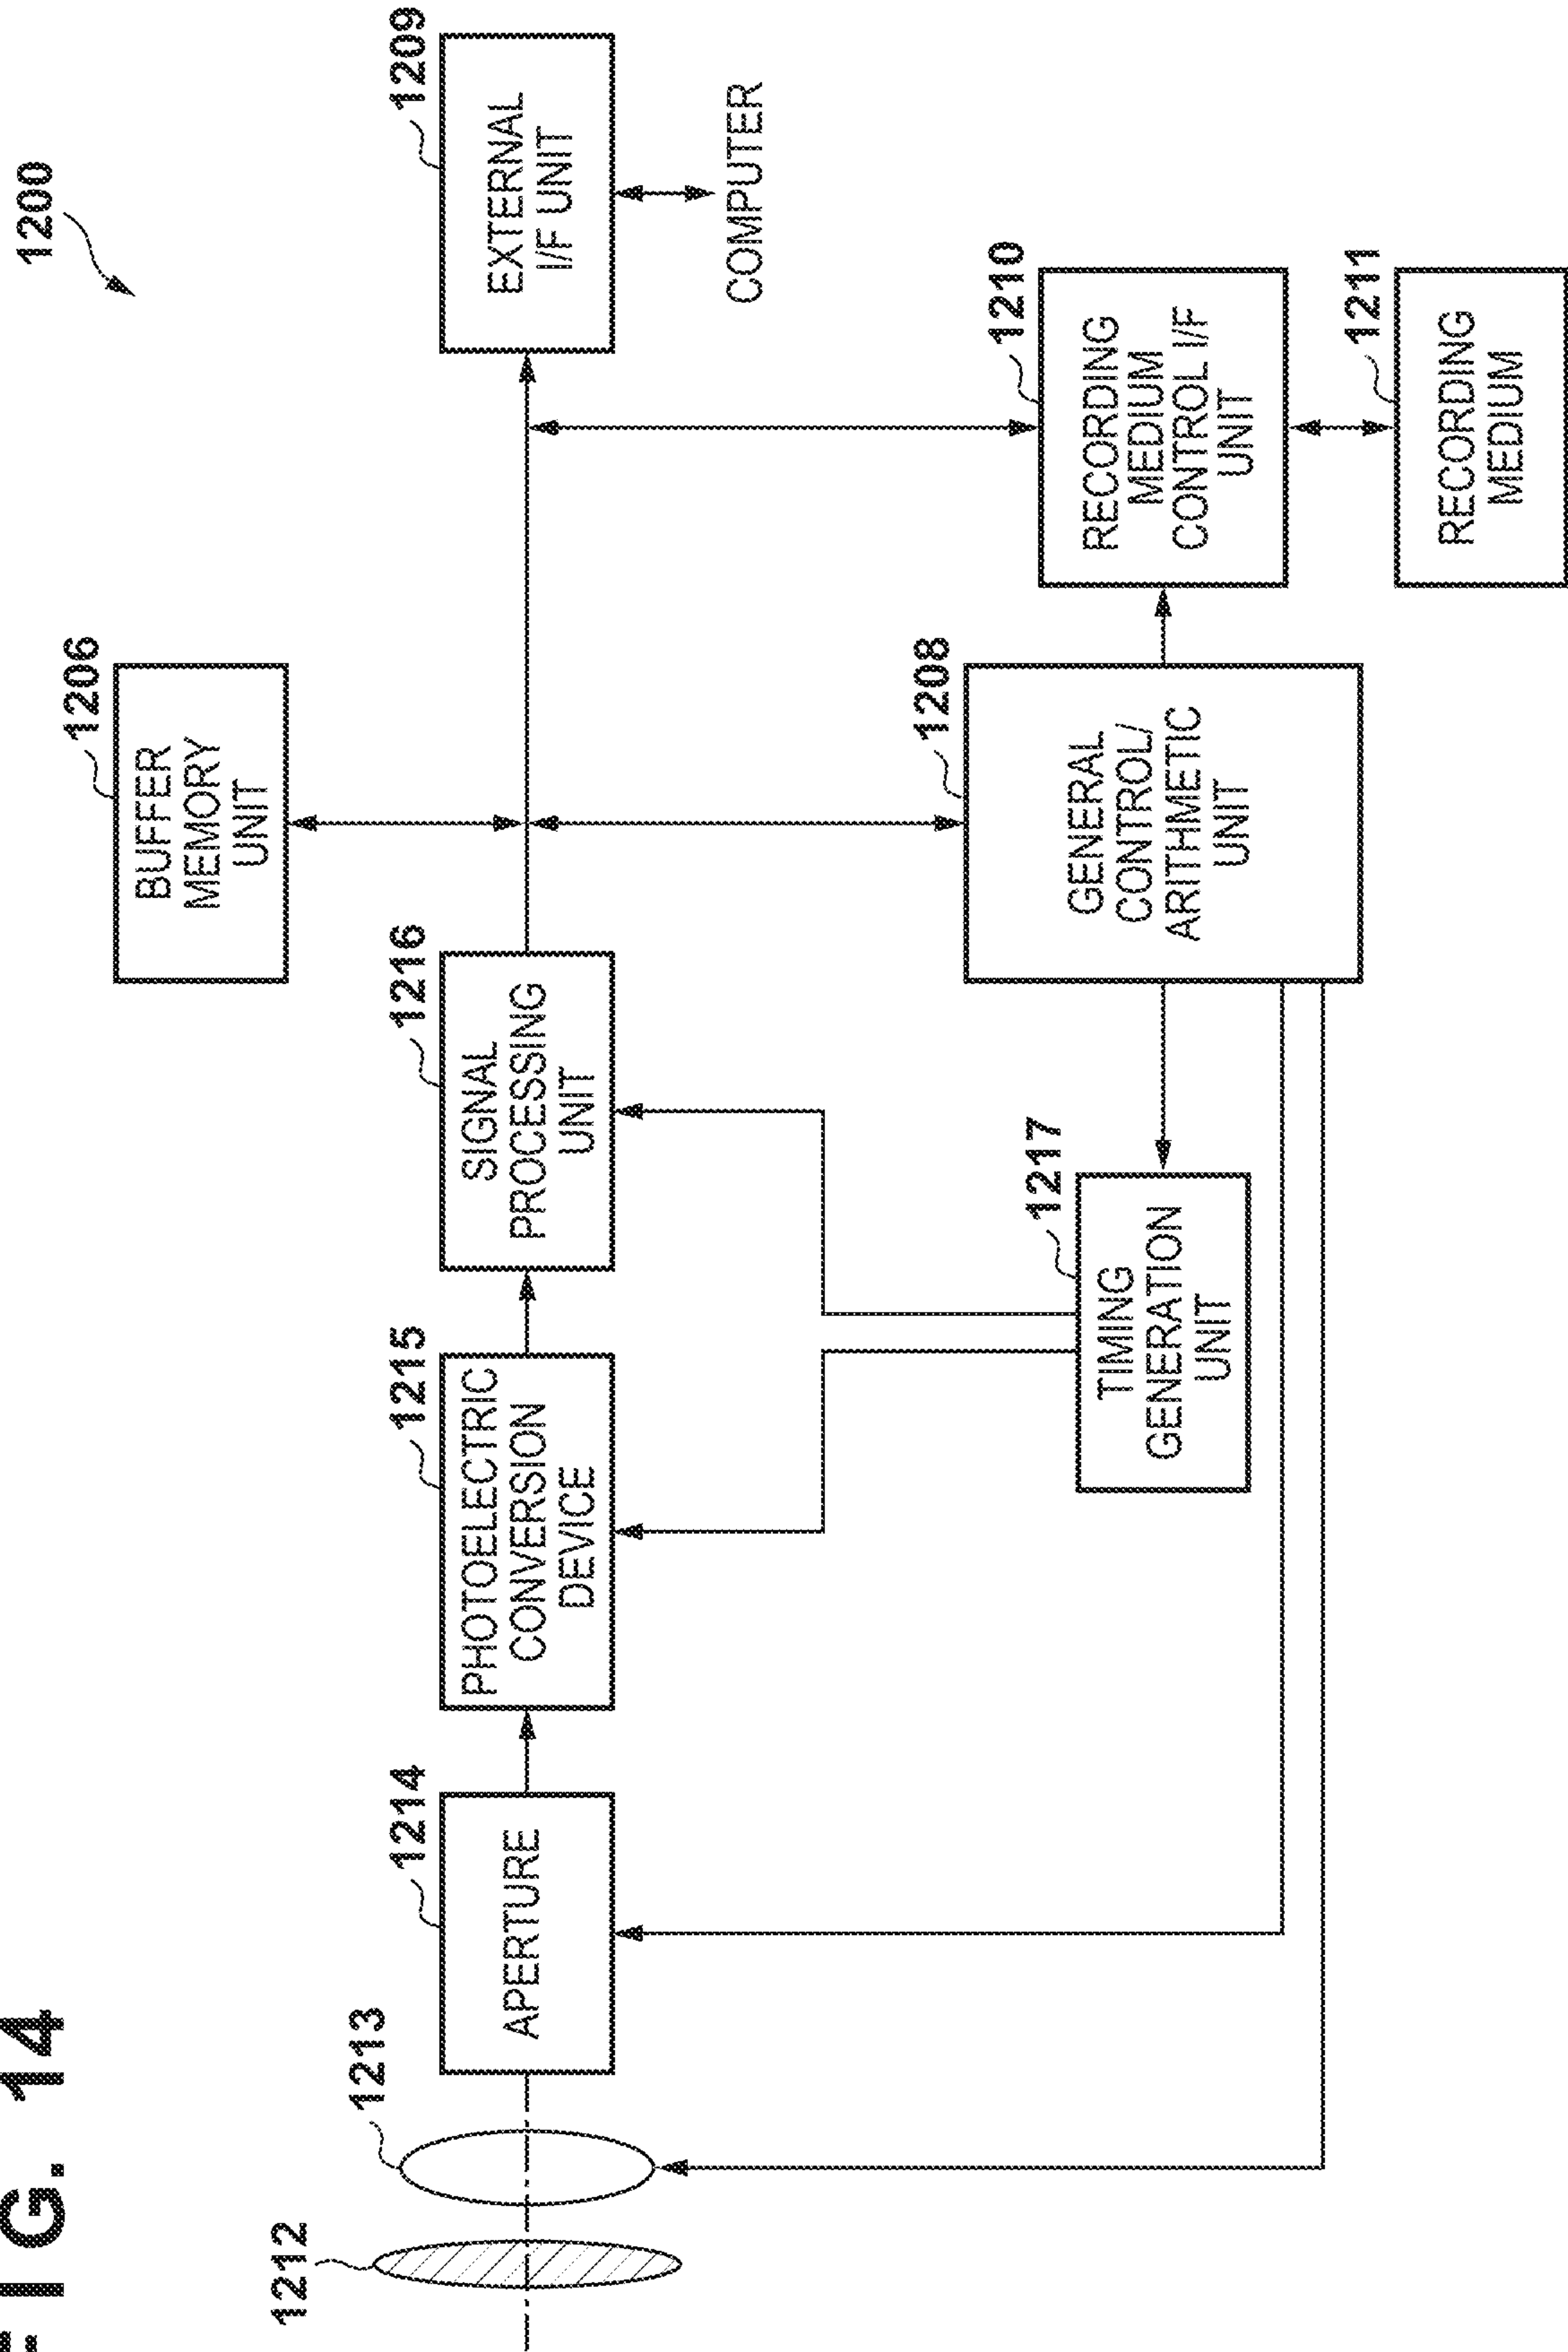 FIG. 14
1200
1206
BUFFER
MEMORY
UNIT
1212
1213
1214
APERTURE
1215
PHOTOELECTRIC
CONVERSION
DEVICE
1216
SIGNAL
PROCESSING
UNIT
1209
EXTERNAL
I/F UNIT
COMPUTER
1217
TIMING
GENERATION
UNIT
1208
GENERAL
CONTROL/
ARITHMETIC
UNIT
1210
RECORDING
MEDIUM
CONTROL I/F
UNIT
1211
RECORDING
MEDIUM